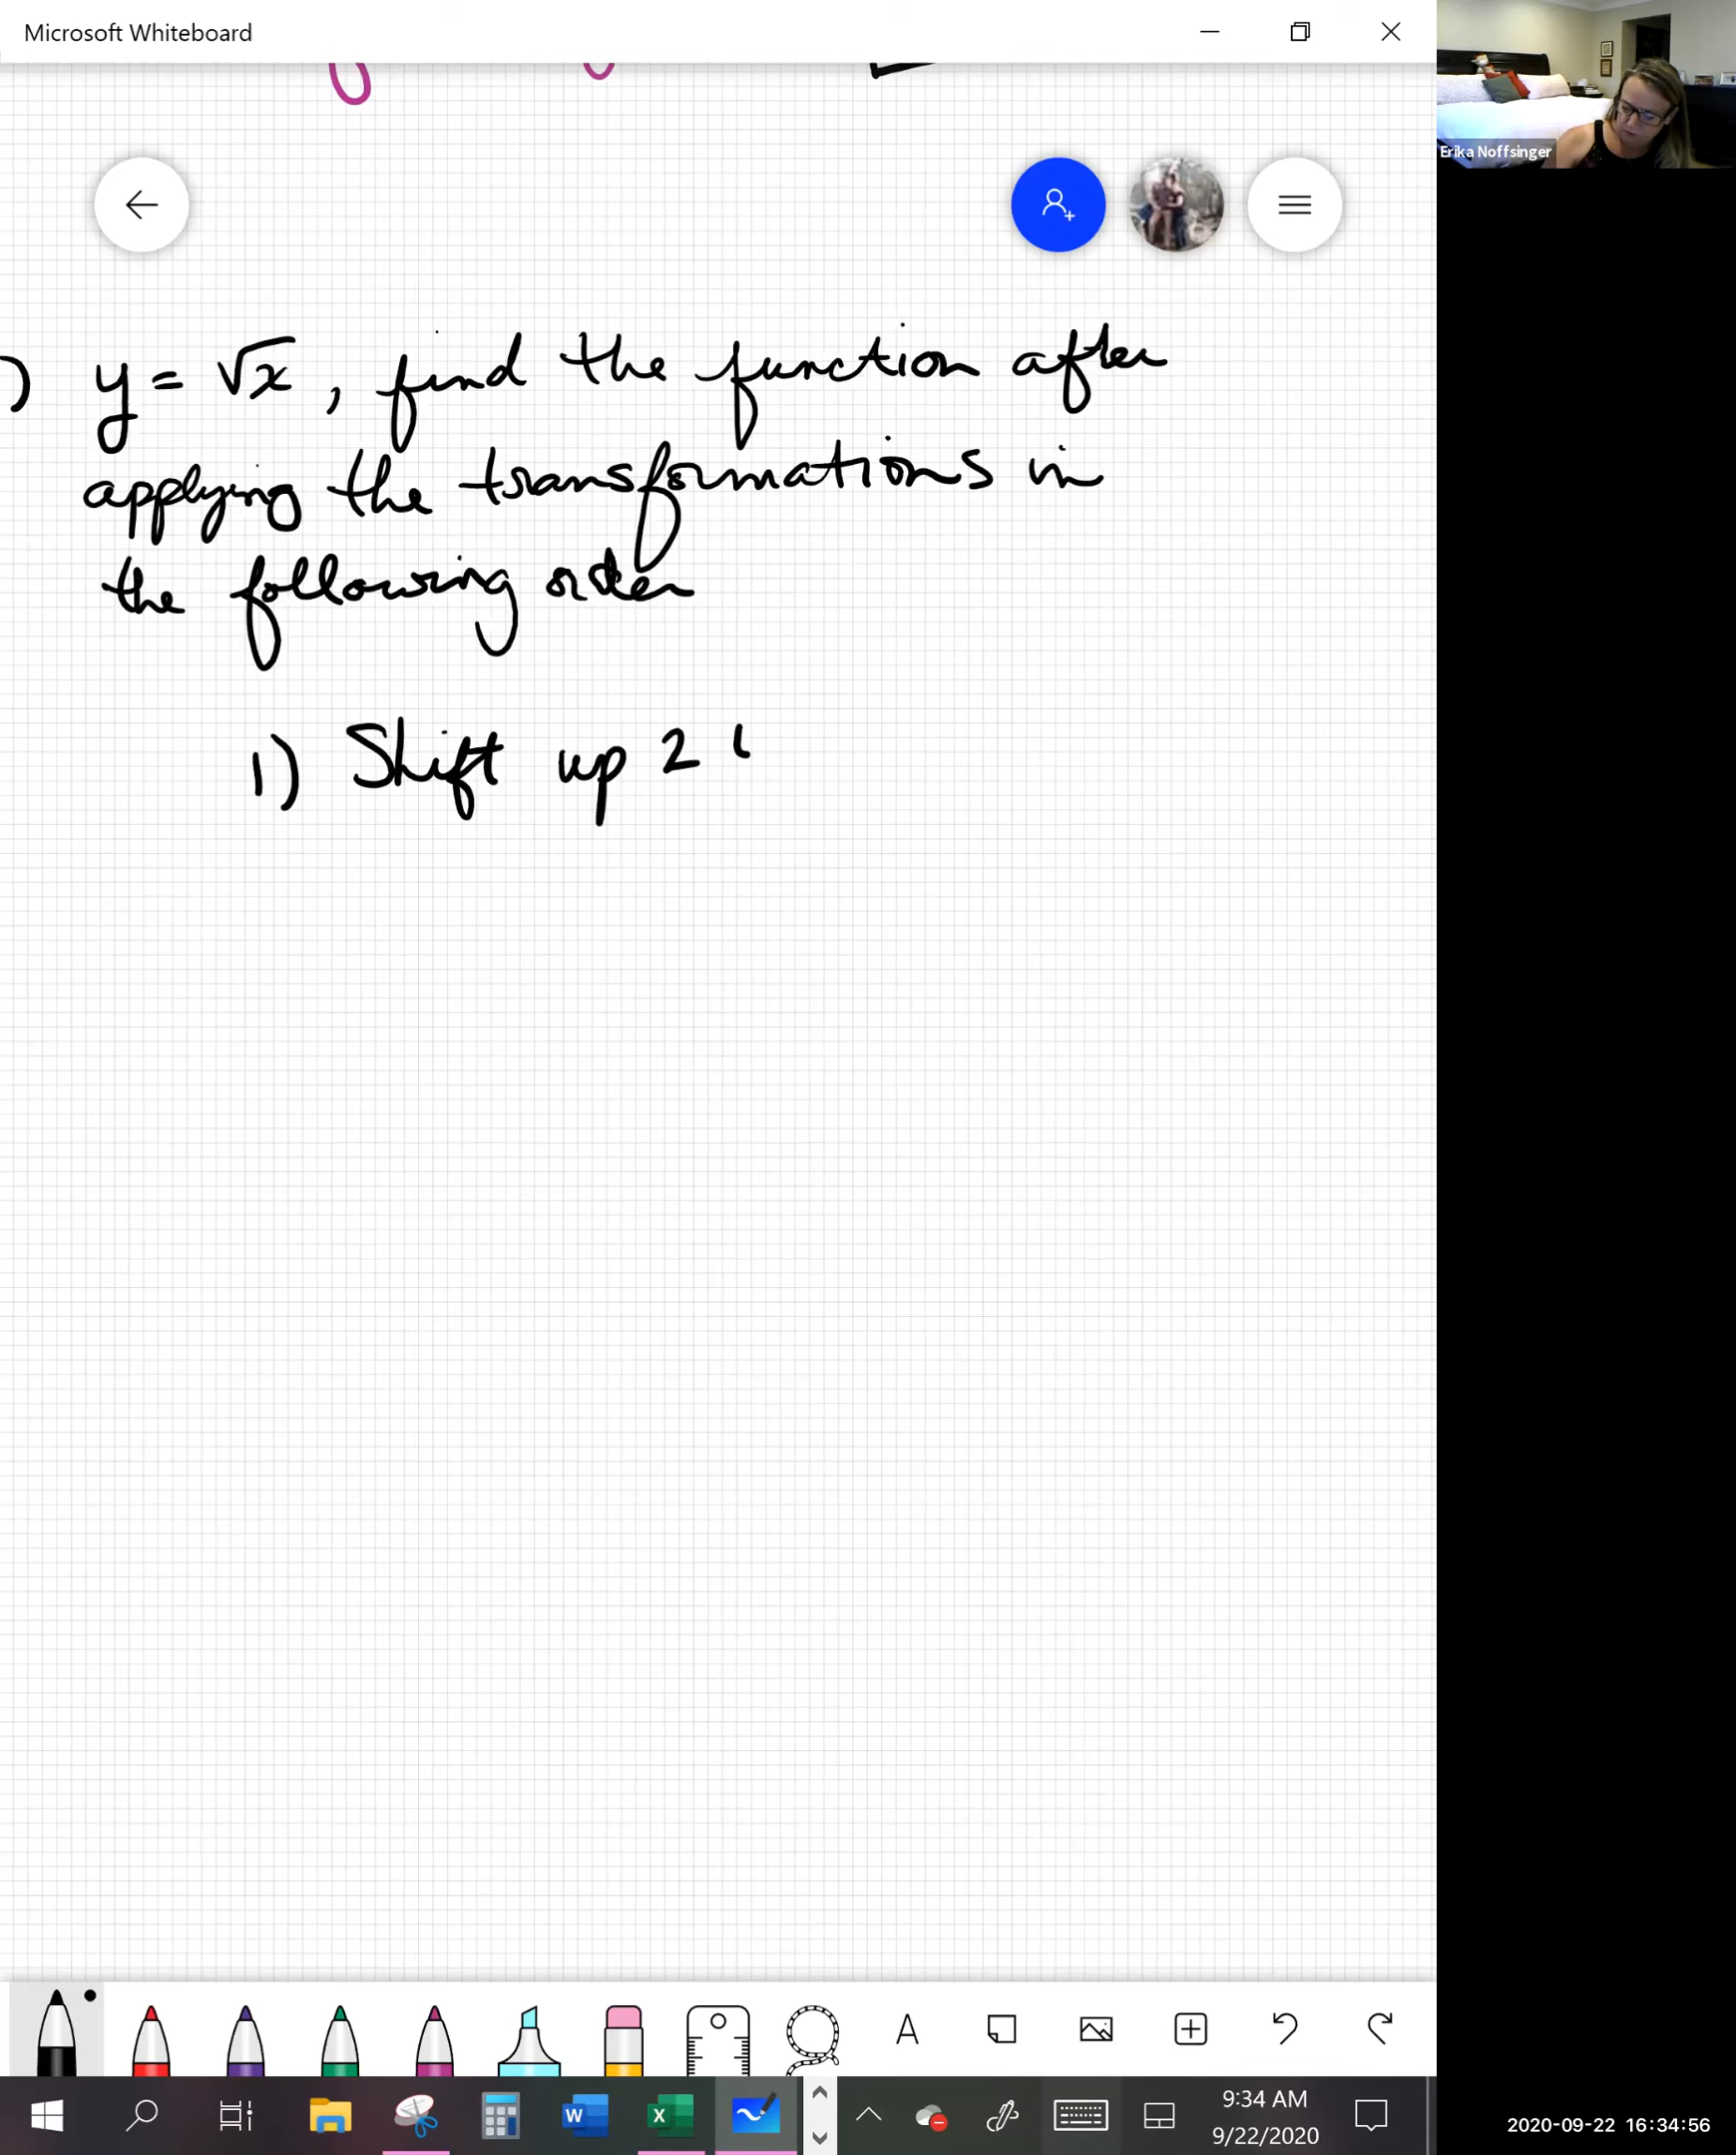 Microsoft Whiteboard
Erika Noffsinger
) y = √x , find the function after
applying the transformations in
the following order
1) Shift up 2
9:34 AM
9/22/2020
2020-09-22 16:34:56